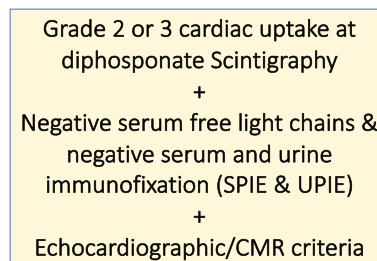 Grade 2 or 3 cardiac uptake at
diphosponate Scintigraphy
+
Negative serum free light chains &
negative serum and urine
immunofixation (SPIE & UPIE)
+
Echocardiographic/CMR criteria